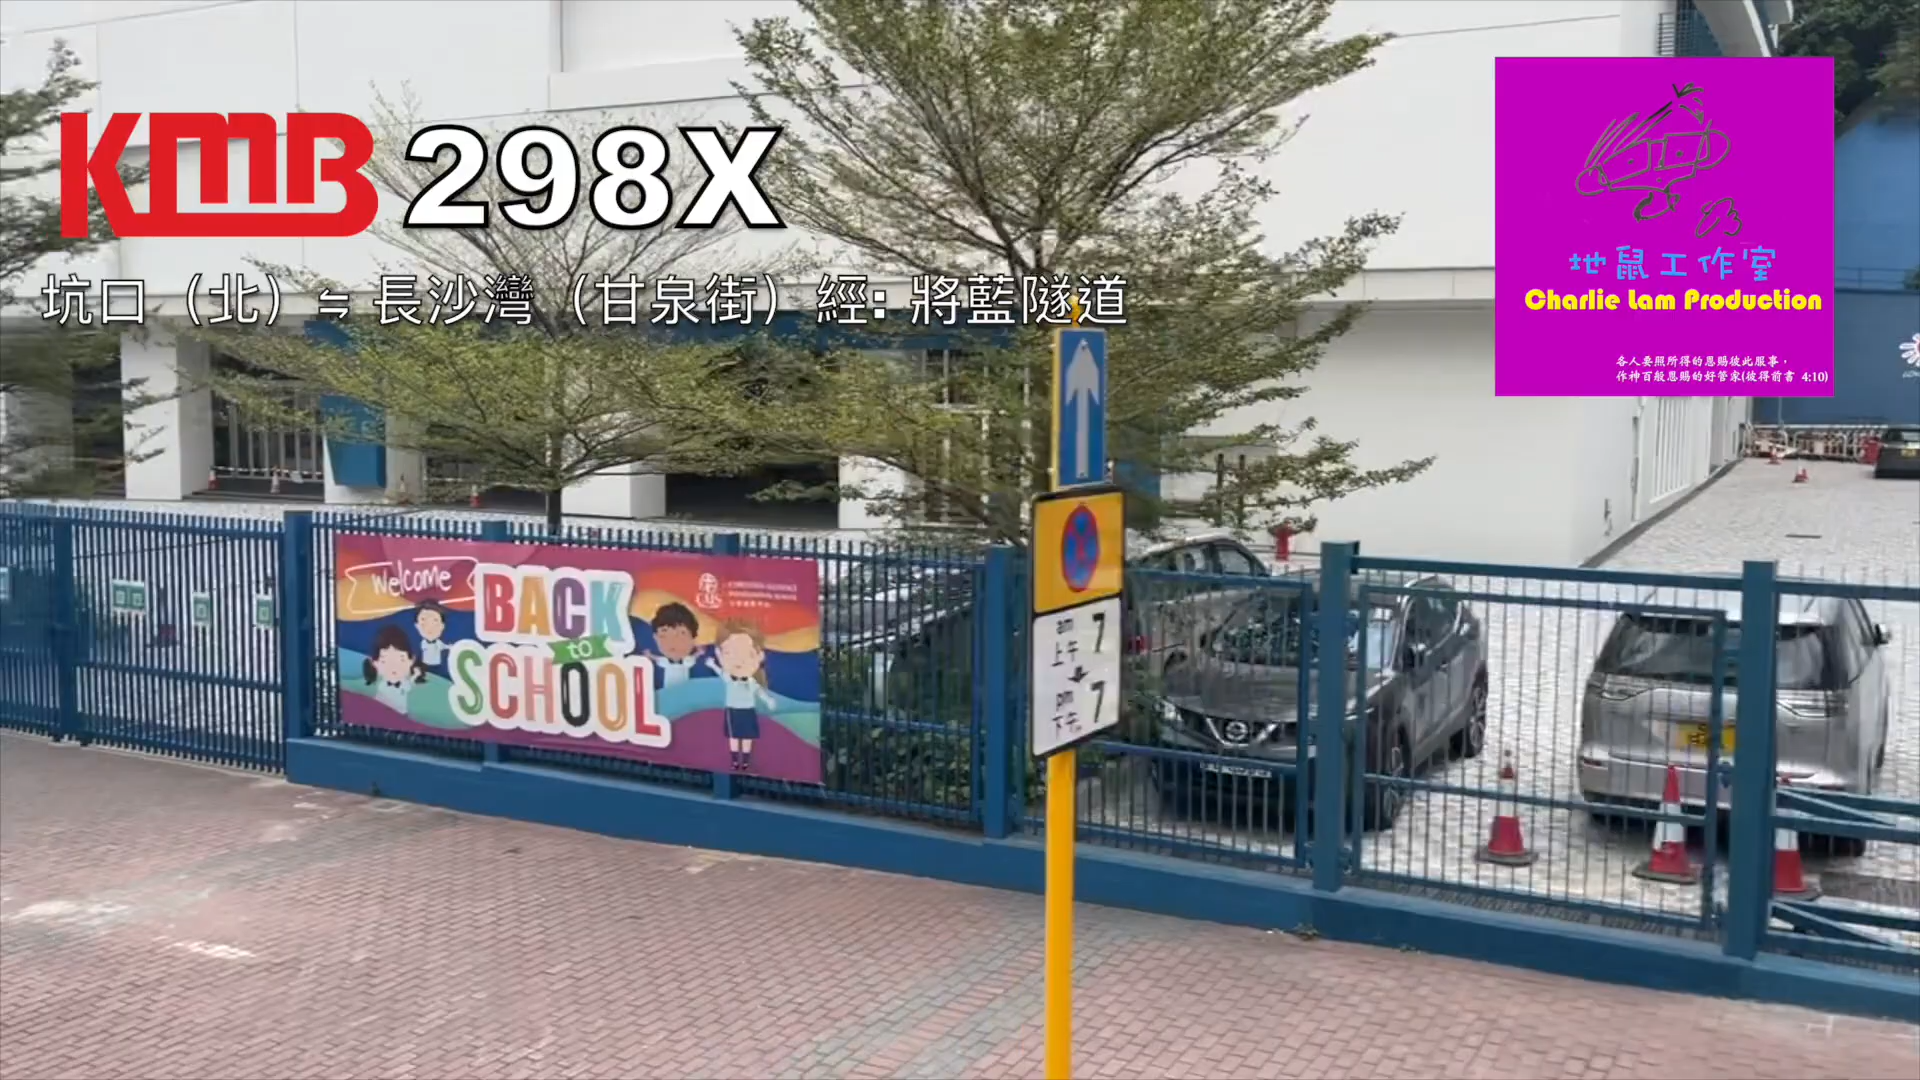 KMB 298X
坑口（北）⇋ 長沙灣（甘泉街）經: 將藍隧道
地鼠工作室
Charlie Lam Production
各人要照所得的恩賜彼此服事，
作神百般恩賜的好管家(彼得前書 4:10)
Welcome
BACK
to
SCHOOL
am 7
上午
pm 7
下午